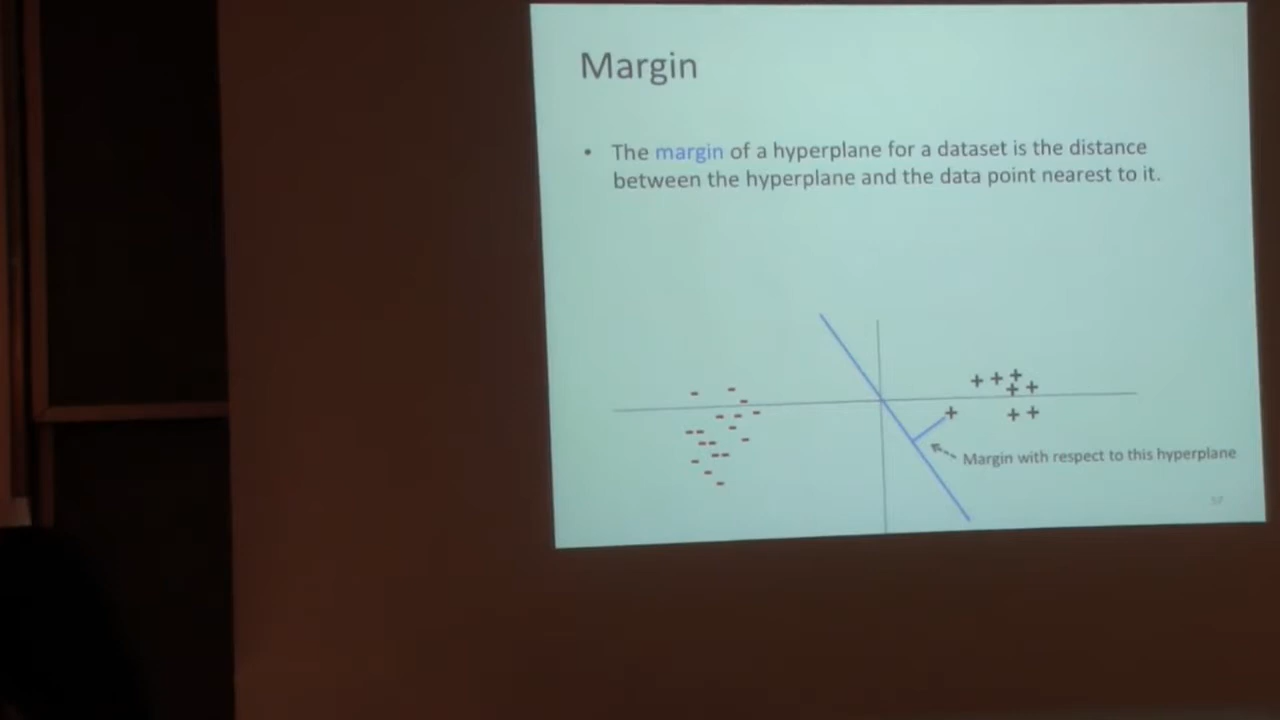 Margin
• The margin of a hyperplane for a dataset is the distance
between the hyperplane and the data point nearest to it.
Margin with respect to this hyperplane